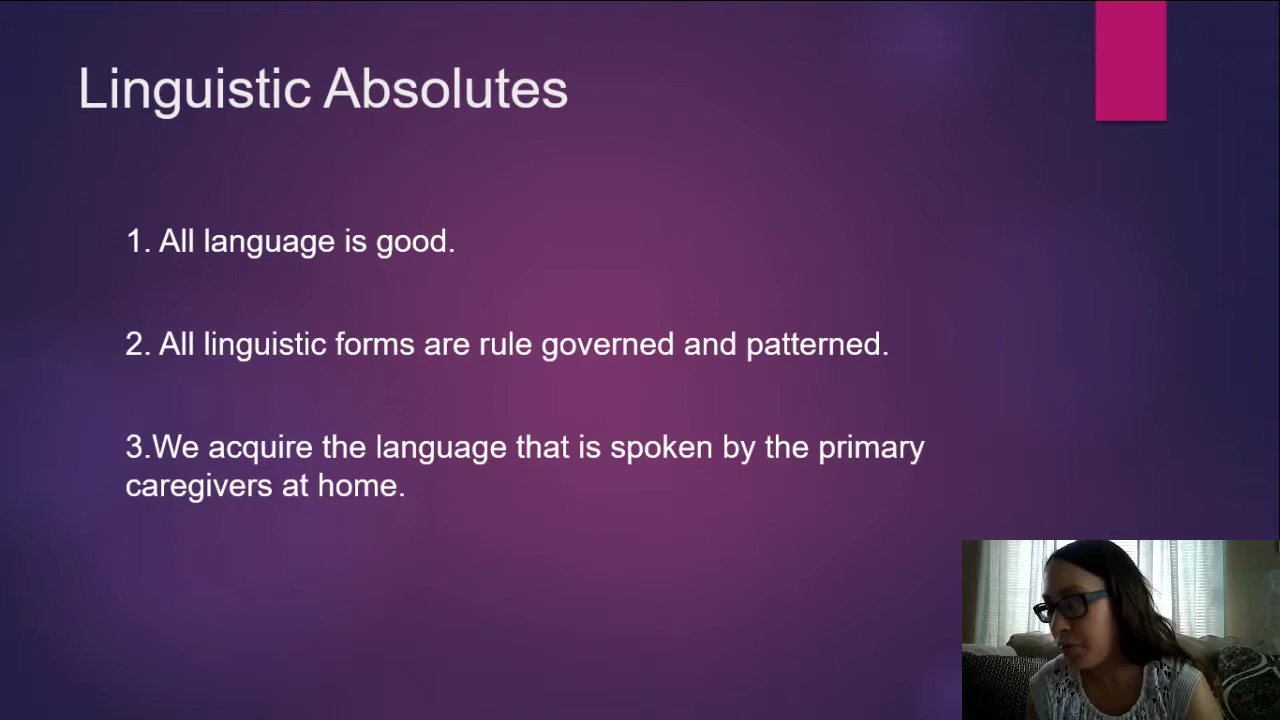 Linguistic Absolutes
1. All language is good.
2. All linguistic forms are rule governed and patterned.
3.We acquire the language that is spoken by the primary
caregivers at home.